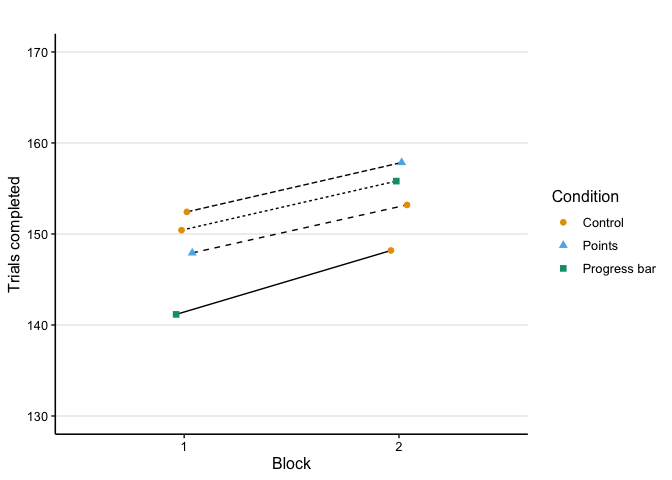 170
160
150
140
130
Trials completed
1 2
Block
Condition
Control
Points
Progress bar